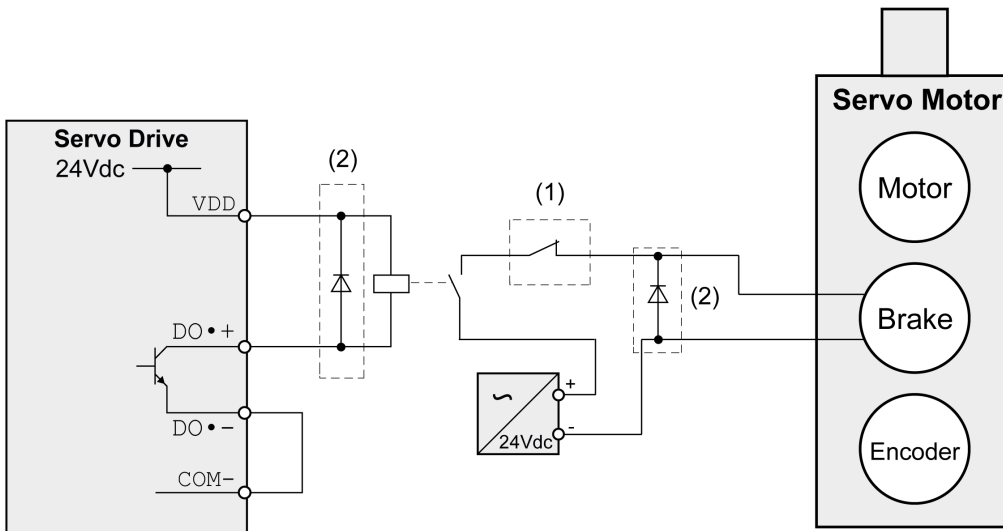 Servo Drive
24Vdc
VDD
DO•+
DO•-
COM-
(2)
(1)
(2)
+
-
24Vdc
Servo Motor
Motor
Brake
Encoder